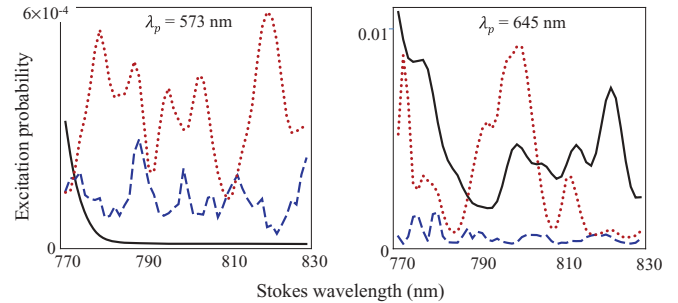 6×10⁻⁴
λp = 573 nm
0.01
λp = 645 nm
Excitation probability
0
0
770 790 810 830
770 790 810 830
Stokes wavelength (nm)